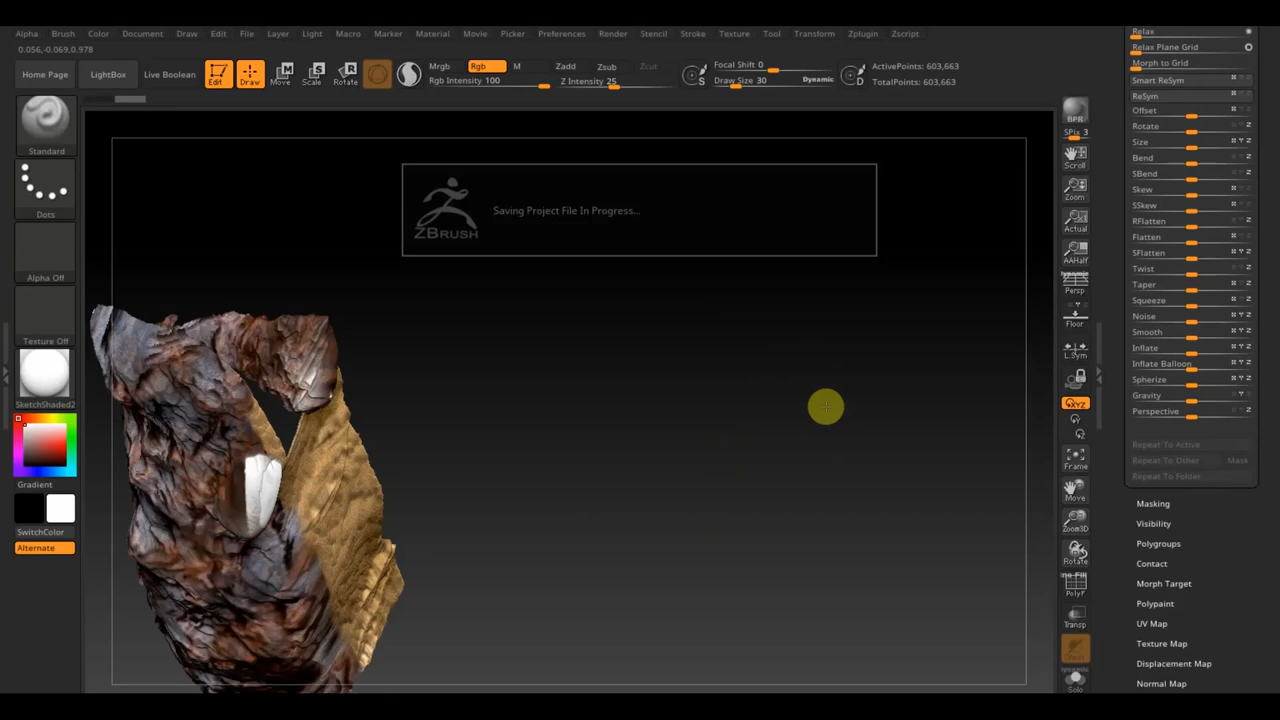 Alpha Brush Color Document Draw Edit File Layer Light Macro Marker Material Movie Picker Preferences Render Stencil Stroke Texture Tool Transform Zplugin Zscript
0.056,-0.069,0.978
Home Page LightBox Live Boolean Edit Draw Move Scale Rotate
Mrgb Rgb M Zadd Zsub Zcut
Rgb Intensity 100 Z Intensity 25
Focal Shift 0
Draw Size 30 Dynamic
ActivePoints: 603,663
TotalPoints: 603,663
Standard
Dots
Alpha Off
Texture Off
SketchShaded2
Gradient
SwitchColor
Alternate
Saving Project File In Progress...
ZBRUSH
BPR
SPix 3
Scroll
Zoom
Actual
AAHalf
Dynamic
Persp
Floor
L.Sym
XYZ
Frame
Move
Zoom3D
Rotate
Line Fill
PolyF
Transp
Dynamic
Solo
Relax
Relax Plane Grid
Morph to Grid
Smart ReSym
ReSym
Offset
Rotate
Size
Bend
SBend
Skew
SSkew
RFlatten
Flatten
SFlatten
Twist
Taper
Squeeze
Noise
Smooth
Inflate
Inflate Balloon
Spherize
Gravity
Perspective
Repeat To Active
Repeat To Other Mask
Repeat To Folder
Masking
Visibility
Polygroups
Contact
Morph Target
Polypaint
UV Map
Texture Map
Displacement Map
Normal Map